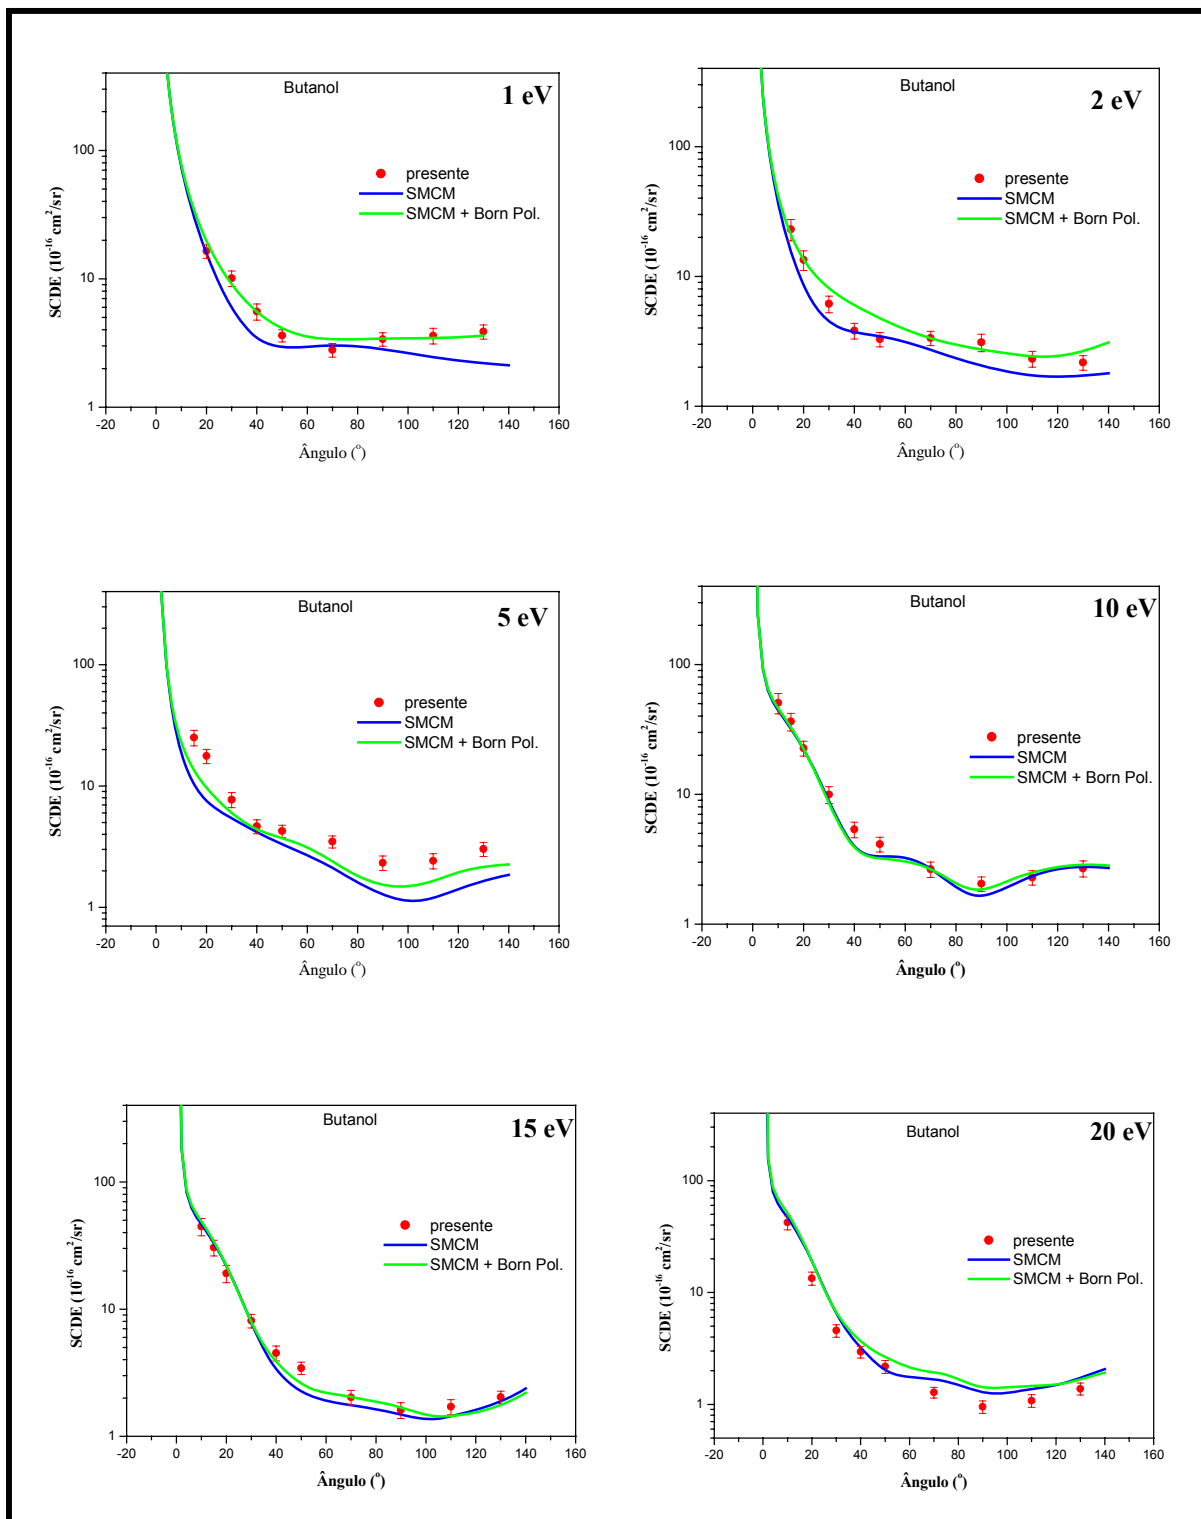 Butanol
1 eV
100
10
1
SCDE (10⁻¹⁶ cm²/sr)
presente
SMCM
SMCM + Born Pol.
-20 0 20 40 60 80 100 120 140 160
Ângulo (°)
Butanol
2 eV
100
10
1
SCDE (10⁻¹⁶ cm²/sr)
presente
SMCM
SMCM + Born Pol.
-20 0 20 40 60 80 100 120 140 160
Ângulo (°)
Butanol
5 eV
100
10
1
SCDE (10⁻¹⁶ cm²/sr)
presente
SMCM
SMCM + Born Pol.
-20 0 20 40 60 80 100 120 140 160
Ângulo (°)
Butanol
10 eV
100
10
1
SCDE (10⁻¹⁶ cm²/sr)
presente
SMCM
SMCM + Born Pol.
-20 0 20 40 60 80 100 120 140 160
Ângulo (°)
Butanol
15 eV
100
10
1
SCDE (10⁻¹⁶ cm²/sr)
presente
SMCM
SMCM + Born Pol.
-20 0 20 40 60 80 100 120 140 160
Ângulo (°)
Butanol
20 eV
100
10
1
SCDE (10⁻¹⁶ cm²/sr)
presente
SMCM
SMCM + Born Pol.
-20 0 20 40 60 80 100 120 140 160
Ângulo (°)